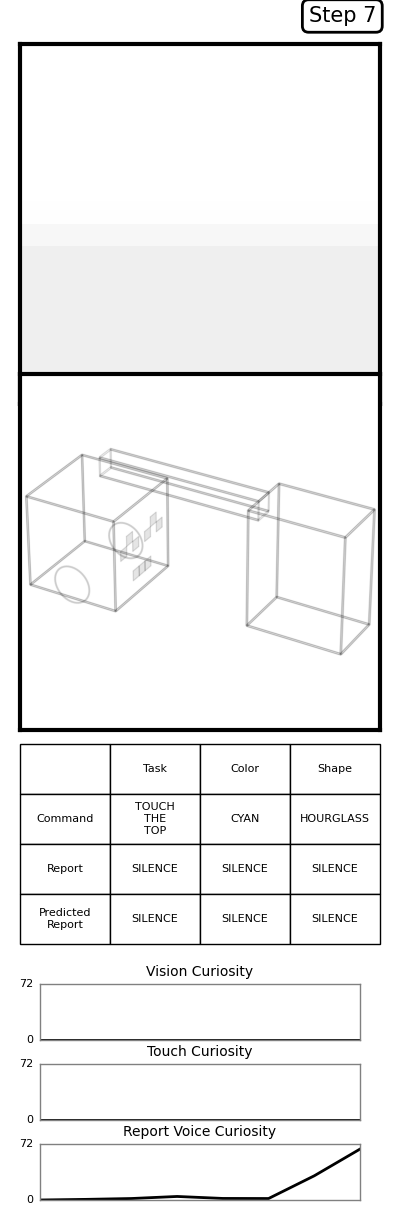 Step 7
Task Color Shape
Command TOUCH THE TOP CYAN HOURGLASS
Report SILENCE SILENCE SILENCE
Predicted Report SILENCE SILENCE SILENCE
Vision Curiosity
72
0
Touch Curiosity
72
0
Report Voice Curiosity
72
0